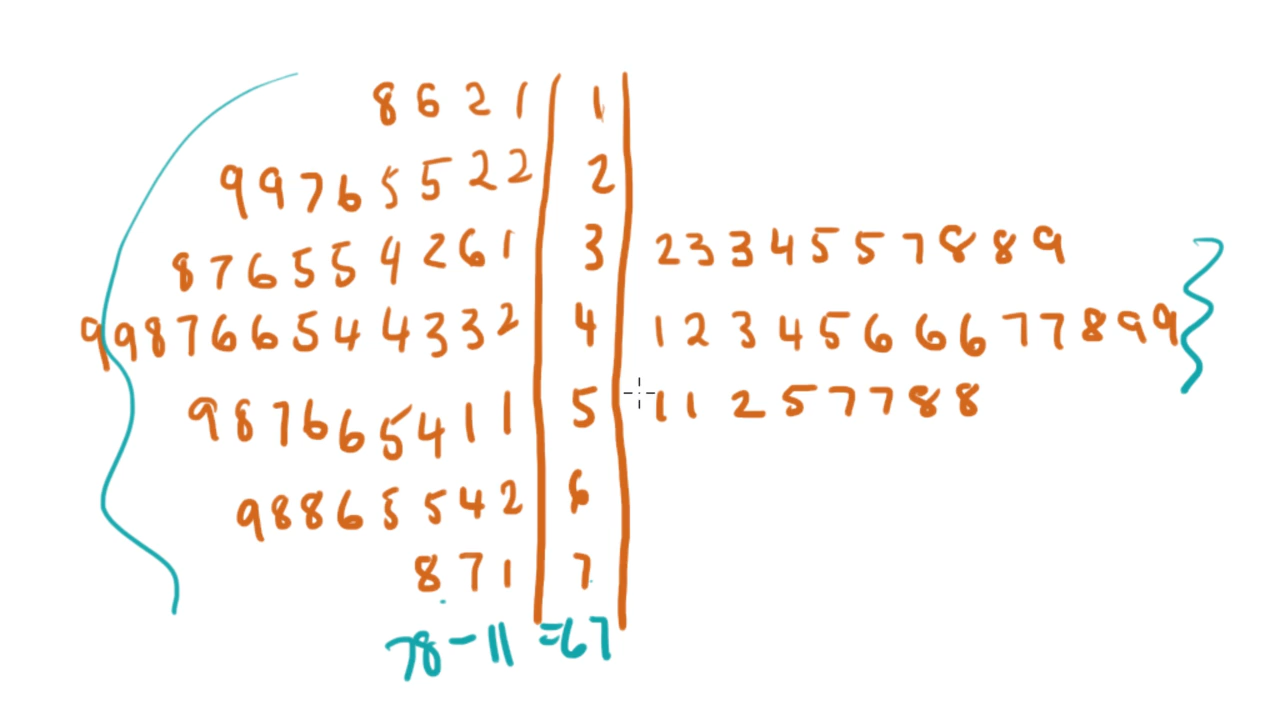 8 6 2 1 | 1 |
9 9 7 6 5 5 2 2 | 2 |
8 7 6 5 5 4 2 6 1 | 3 | 2 3 3 4 5 5 7 8 8 9
9 9 8 7 6 6 5 4 4 3 3 2 | 4 | 1 2 3 4 5 6 6 6 7 7 8 9 9
9 8 7 6 6 5 4 1 1 | 5 | 1 1 2 5 7 7 8 8
9 8 8 6 5 5 4 2 | 6 |
8 7 1 | 7 |
78 - 11 = 67